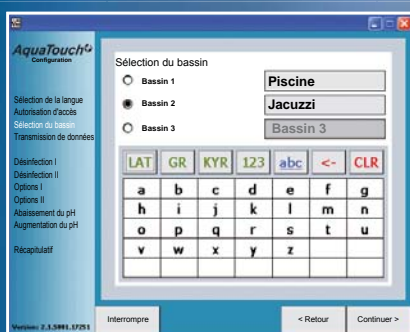 AquaTouch
Configuration
Sélection de la langue
Autorisation d'accès
Sélection du bassin
Transmission de données
Désinfection I
Désinfection II
Options I
Options II
Abaissement du pH
Augmentation du pH
Récapitulatif
Version: 2.3.5001.17251
Sélection du bassin
Bassin 1 Piscine
Bassin 2 Jacuzzi
Bassin 3 Bassin 3
LAT GR KYR 123 abc <- CLR
a b c d e f g
h i j k l m n
o p q r s t u
v w x y z
Interrompre < Retour Continuer >